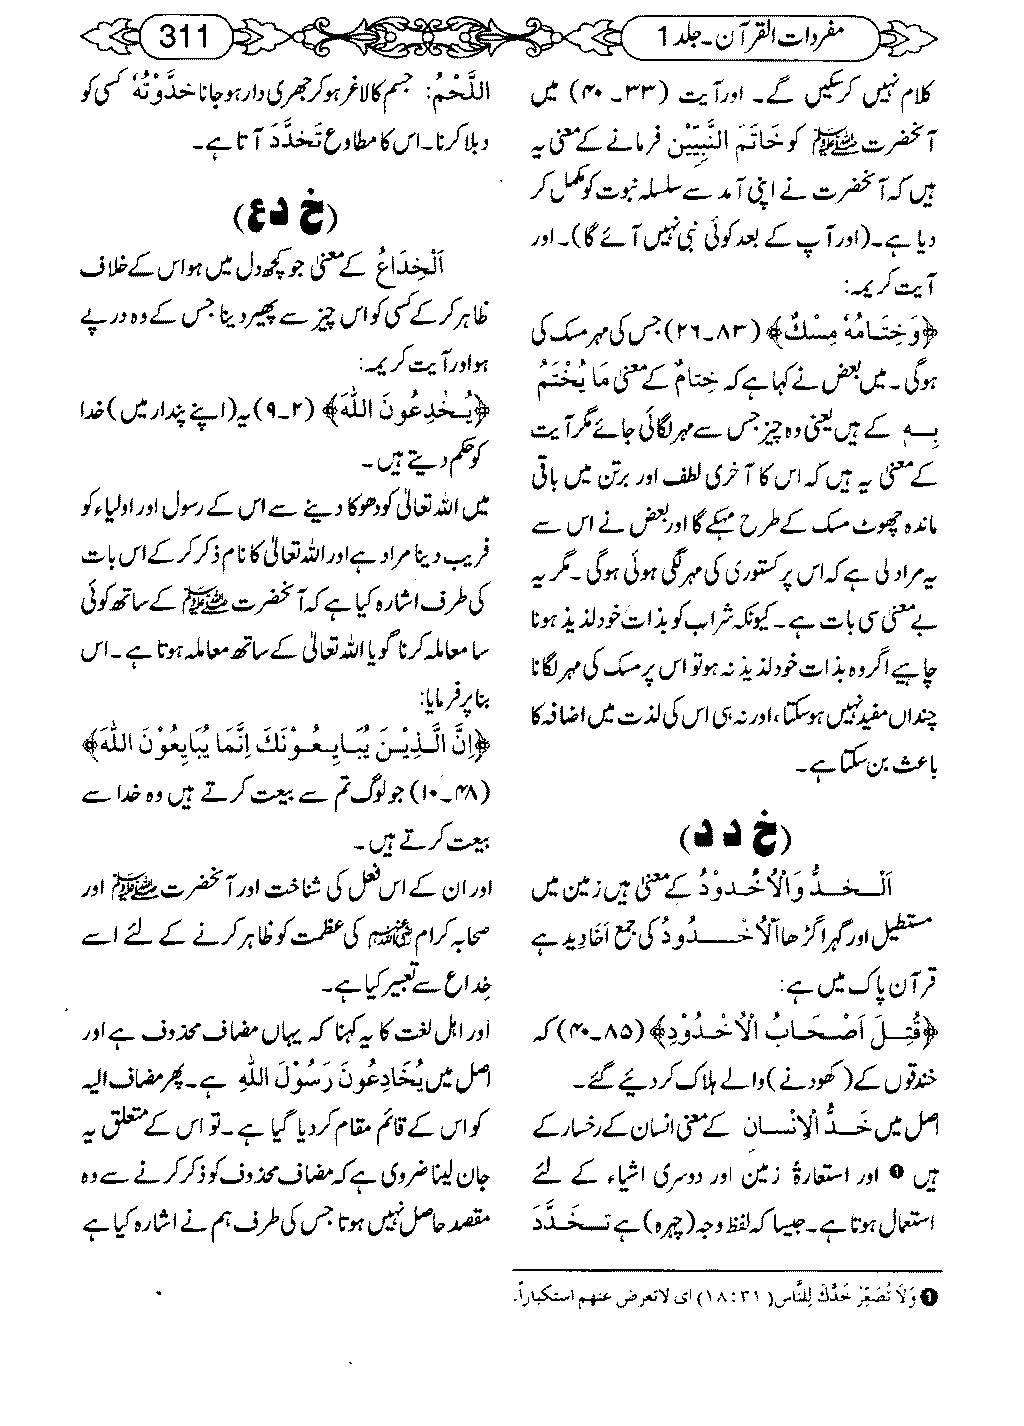 مفردات القرآن۔جلد 1
311
کلام نہیں کرسکیں گے۔ اورآیت (۳۳۔۴۰) میں
آنحضرت ﷺ کو خَاتَمَ النَّبِیّٖن فرمانے کے معنی یہ
ہیں کہ آنحضرت نے اپنی آمد سے سلسلہ نبوت کو مکمل کر
دیا ہے۔(اور آپ کے بعد کوئی نبی نہیں آئے گا)۔ اور
آیت کریمہ:
﴿وَخِتَامُهٗ مِسْكٌ﴾ (۸۳۔۲۶) جس کی مہر مسک کی
ہوگی۔ میں بعض نے کہا ہے کہ خِتَامٌ کے معنی مَا یُخْتَمُ
بِهٖ کے ہیں یعنی وہ چیز جس سے مہر لگائی جائے مگر آیت
کے معنی یہ ہیں کہ اس کا آخری لطف اور برتن میں باقی
ماندہ چھوٹ مسک کے طرح مہکے گا اور بعض نے اس سے
یہ مراد لی ہے کہ اس پر کستوری کی مہر لگی ہوئی ہوگی ۔مگر یہ
بے معنی سی بات ہے۔ کیونکہ شراب کو بذات خود لذیذ ہونا
چاہیے اگر وہ بذات خود لذیذ نہ ہوتو اس پر مسک کی مہر لگانا
چنداں مفید نہیں ہوسکتا، اور نہ ہی اس کی لذت میں اضافہ کا
باعث بن سکتا ہے۔
(خ د د)
اَلْخَدُّ وَالْاُخْدُوْدُ کے معنی ہیں زمین میں
مستطیل اور گہرا گڑھا اَلْاُخْدُوْدُ کی جمع اَخَادِید ہے
قرآن پاک میں ہے:
﴿قُتِلَ اَصْحَابُ الْاُخْدُوْدِ﴾ (۸۵۔۴۰) کہ
خندقوں کے (کھودنے) والے ہلاک کردیئے گئے۔
اصل میں خَدُّ الْاِنْسَانِ کے معنی انسان کے رخسار کے
ہیں ❶ اور استعارۃً زمین اور دوسری اشیاء کے لئے
استعمال ہوتا ہے۔ جیسا کہ لفظ وجہ (چہرہ) ہے تَخَدَّدَ
اللَّحْمُ: جسم کا لاغر ہوکر جھری دار ہوجانا خَدَّدْتُهٗ کسی کو
دبلا کرنا۔ اس کا مطاوع تَخَدَّدَ آتا ہے۔
(خ د ع)
اَلْخِدَاعُ کے معنیٰ جو کچھ دل میں ہو اس کے خلاف
ظاہر کرکے کسی کو اس چیز سے پھیر دینا جس کے وہ درپے
ہو اور آیت کریمہ:
﴿یُخٰدِعُوْنَ اللهَ﴾ (۲۔۹) یہ (اپنے پندار میں) خدا
کو چکم دیتے ہیں۔
میں اللہ تعالیٰ کو دھوکا دینے سے اس کے رسول اور اولیاء کو
فریب دینا مراد ہے اور اللہ تعالیٰ کا نام ذکر کر کے اس بات
کی طرف اشارہ کیا ہے کہ آنحضرت ﷺ کے ساتھ کوئی
سا معاملہ کرنا گویا اللہ تعالیٰ کے ساتھ معاملہ ہوتا ہے۔ اس
بنا پر فرمایا:
﴿اِنَّ الَّذِیْنَ یُبَایِعُوْنَكَ اِنَّمَا یُبَایِعُوْنَ اللهَ﴾
(۴۸۔۱۰) جو لوگ تم سے بیعت کرتے ہیں وہ خدا سے
بیعت کرتے ہیں۔
اور ان کے اس فعل کی شناخت اور آنحضرت ﷺ اور
صحابہ کرام ﷢ کی عظمت کو ظاہر کرنے کے لئے اسے
خِداع سے تعبیر کیا ہے۔
اور اہل لغت کا یہ کہنا کہ یہاں مضاف محذوف ہے اور
اصل میں یُخَادِعُونَ رَسُوْلَ اللهِ ہے۔ پھر مضاف الیہ
کو اس کے قائم مقام کر دیا گیا ہے۔ تو اس کے متعلق یہ
جان لینا ضروی ہے کہ مضاف محذوف کو ذکر کرنے سے وہ
مقصد حاصل نہیں ہوتا جس کی طرف ہم نے اشارہ کیا ہے
❶ وَلَا تُصَعِّرْ خَدَّكَ لِلنَّاسِ( ۳۱: ۱۸) ای لاتعرض عنهم استکباراً.